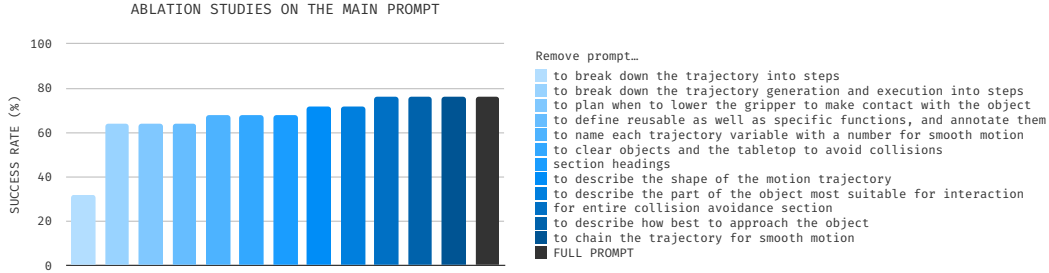 ABLATION STUDIES ON THE MAIN PROMPT
SUCCESS RATE (%)
100
80
60
40
20
0
Remove prompt…
to break down the trajectory into steps
to break down the trajectory generation and execution into steps
to plan when to lower the gripper to make contact with the object
to define reusable as well as specific functions, and annotate them
to name each trajectory variable with a number for smooth motion
to clear objects and the tabletop to avoid collisions
section headings
to describe the shape of the motion trajectory
to describe the part of the object most suitable for interaction
for entire collision avoidance section
to describe how best to approach the object
to chain the trajectory for smooth motion
FULL PROMPT